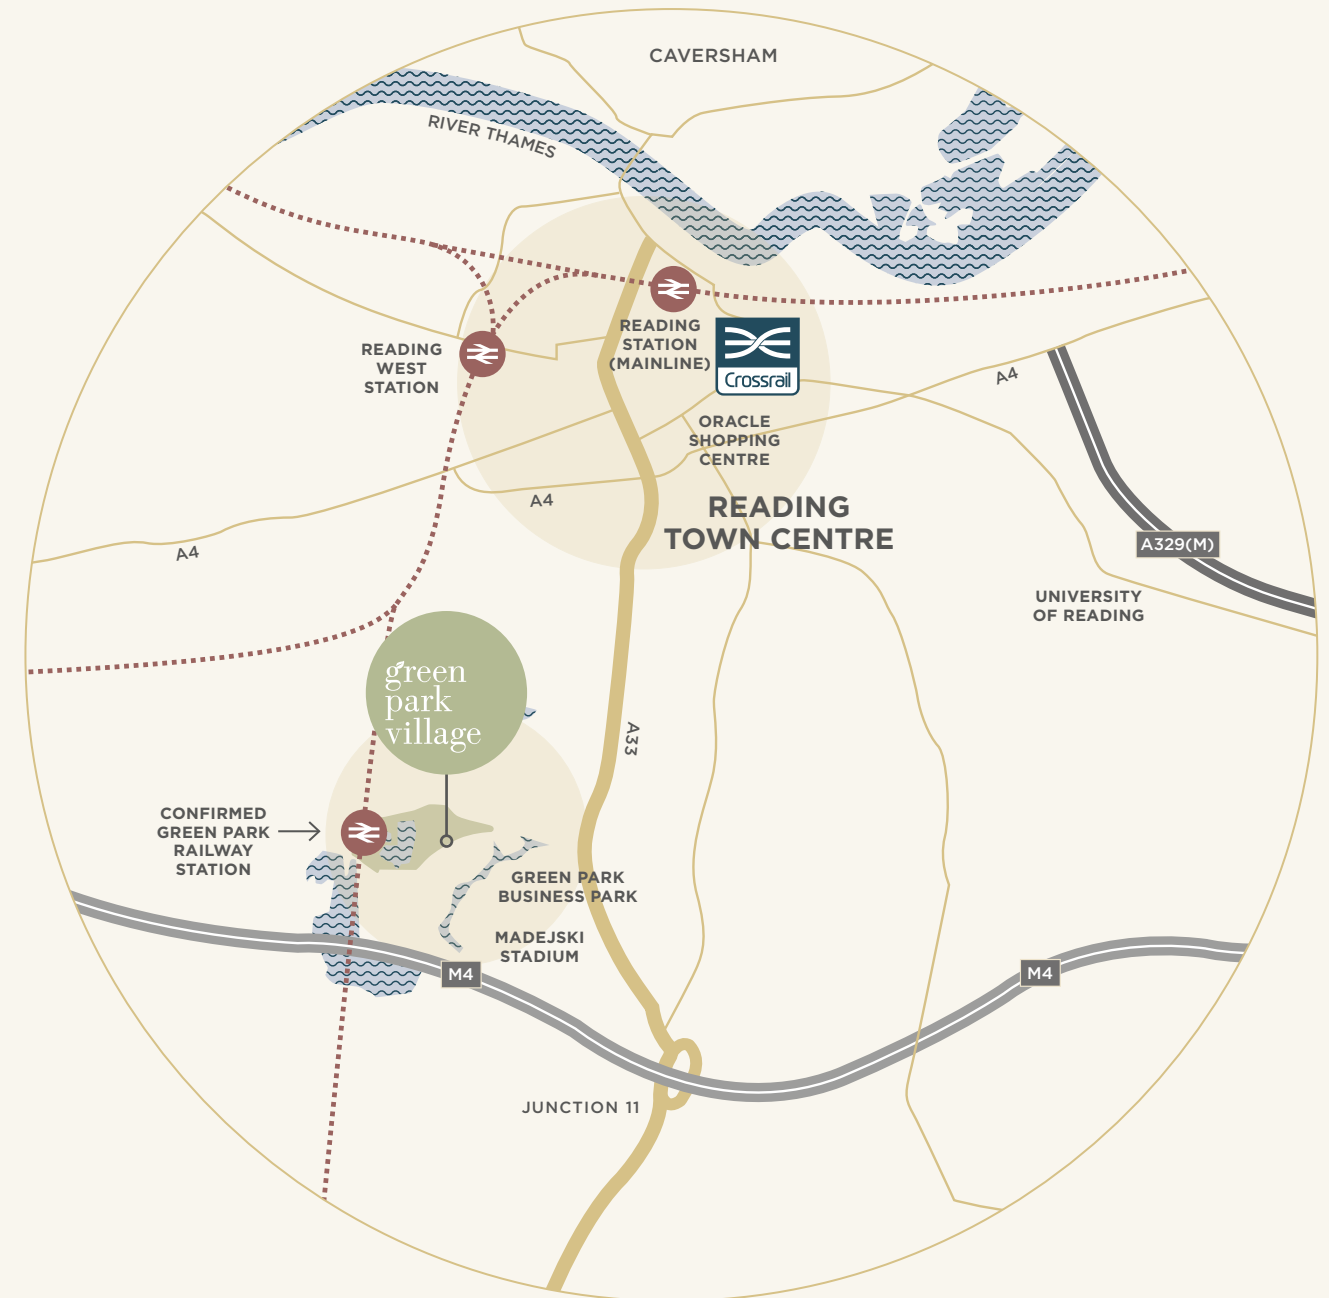 CAVERSHAM
RIVER THAMES
READING
STATION
(MAINLINE)
Crossrail
READING
WEST
STATION
A4
ORACLE
SHOPPING
CENTRE
A4
READING
TOWN CENTRE
A4
A329(M)
UNIVERSITY
OF READING
green
park
village
A33
CONFIRMED
GREEN PARK
RAILWAY
STATION
GREEN PARK
BUSINESS PARK
MADEJSKI
STADIUM
M4
M4
JUNCTION 11